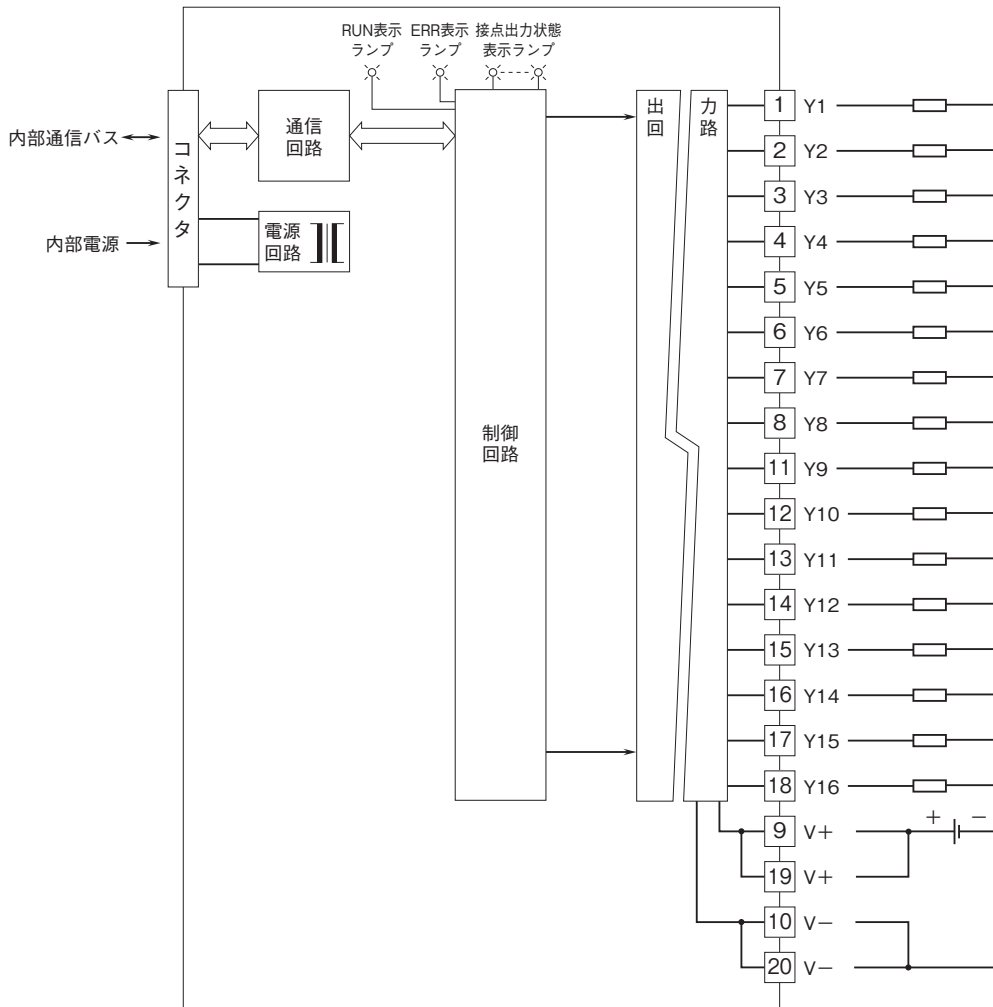 RUN表示
ランプ
ERR表示
ランプ
接点出力状態
表示ランプ
内部通信バス
コネクタ
通信
回路
内部電源
電源
回路
制御
回路
出力
回路
1 Y1
2 Y2
3 Y3
4 Y4
5 Y5
6 Y6
7 Y7
8 Y8
11 Y9
12 Y10
13 Y11
14 Y12
15 Y13
16 Y14
17 Y15
18 Y16
9 V+ + −
19 V+
10 V−
20 V−